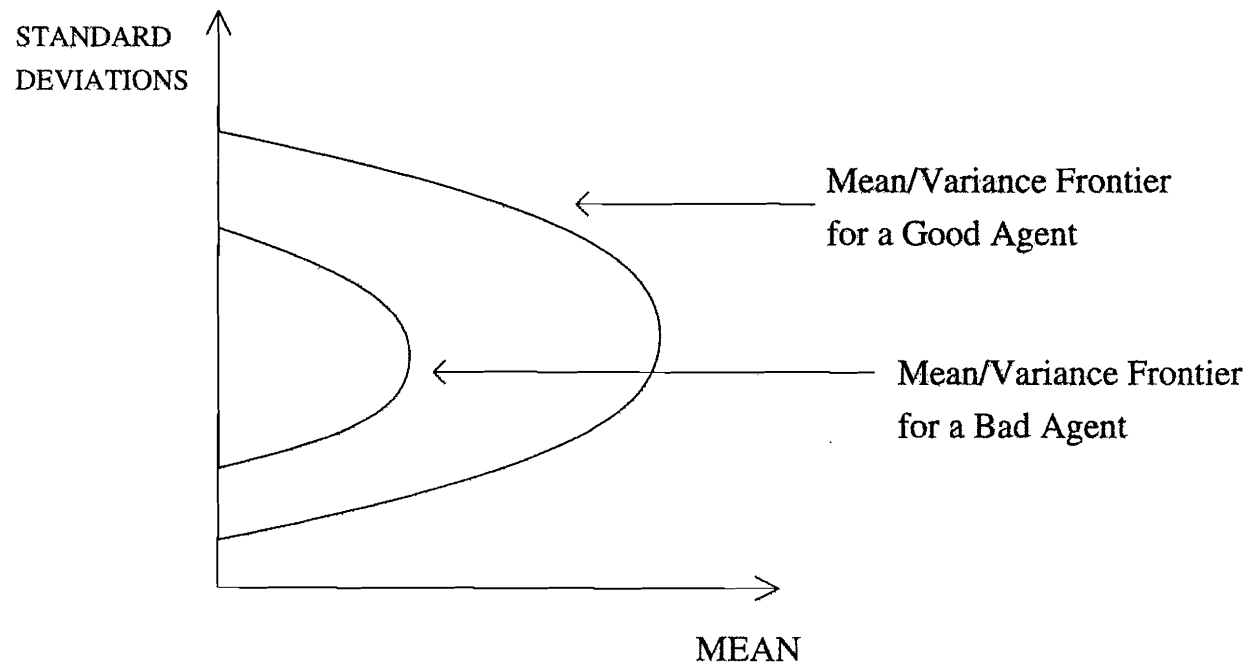 STANDARD
DEVIATIONS
Mean/Variance Frontier
for a Good Agent
Mean/Variance Frontier
for a Bad Agent
MEAN